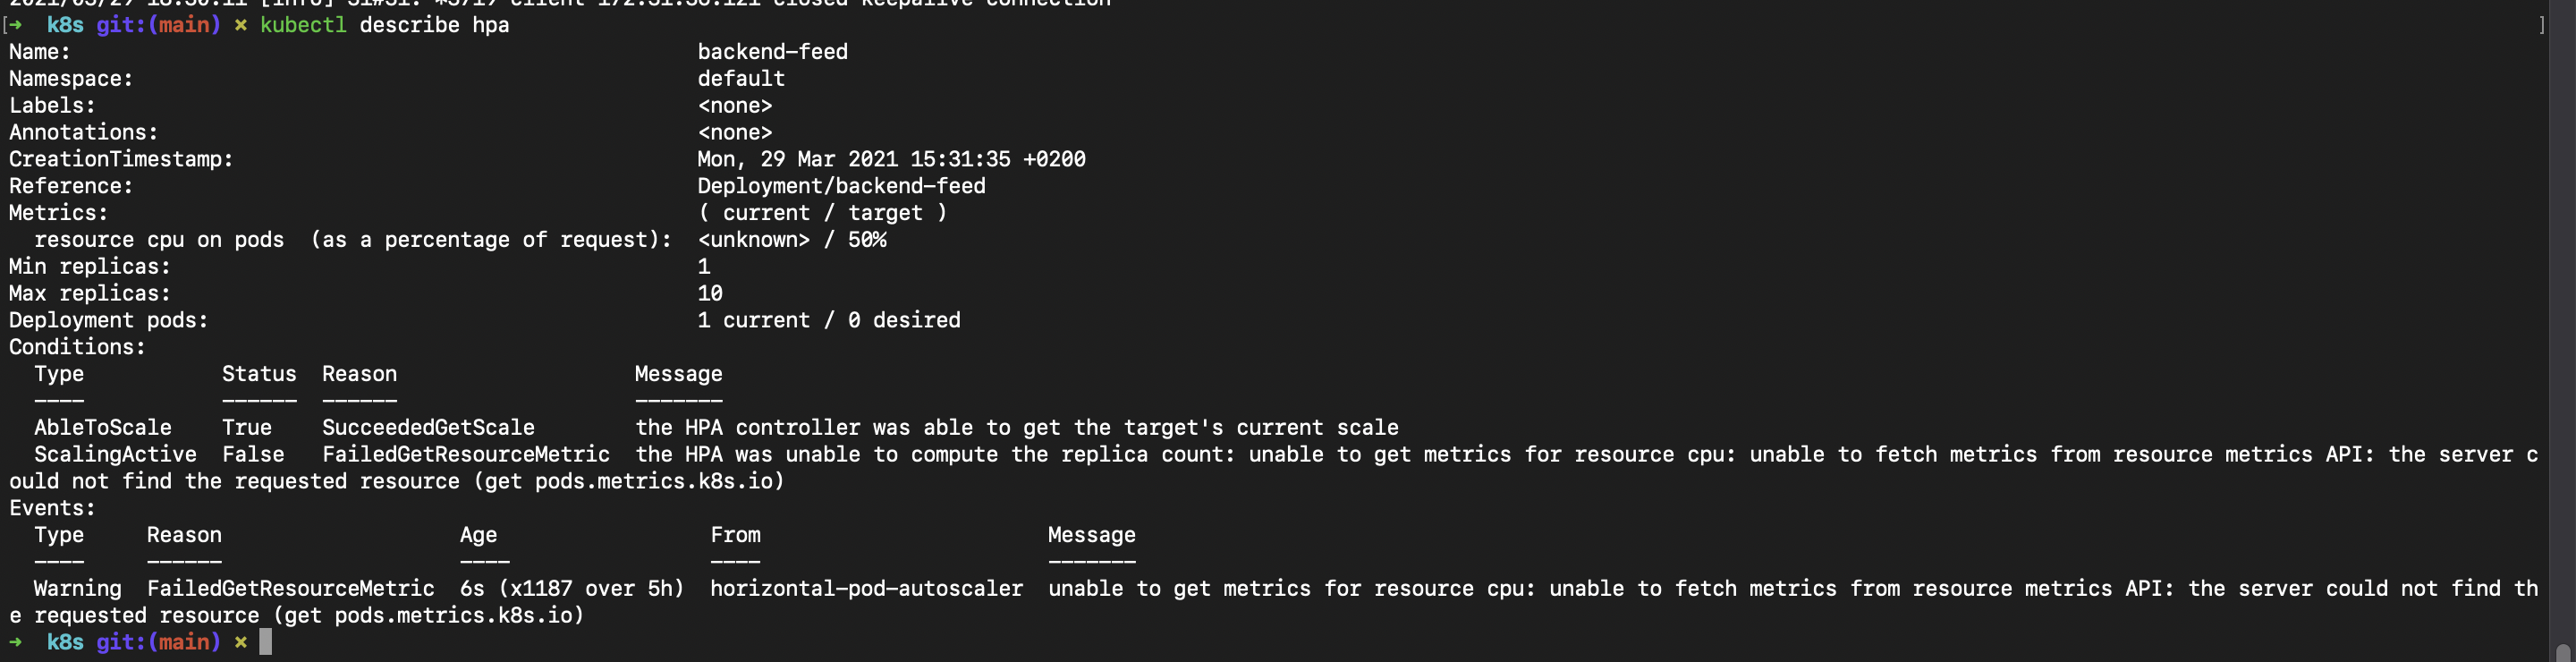 [➜  k8s git:(main) ✗ kubectl describe hpa ]
Name: backend-feed
Namespace: default
Labels: <none>
Annotations: <none>
CreationTimestamp: Mon, 29 Mar 2021 15:31:35 +0200
Reference: Deployment/backend-feed
Metrics: ( current / target )
  resource cpu on pods  (as a percentage of request):  <unknown> / 50%
Min replicas: 1
Max replicas: 10
Deployment pods: 1 current / 0 desired
Conditions:
  Type            Status  Reason                   Message
  ----            ------  ------                   -------
  AbleToScale     True    SucceededGetScale        the HPA controller was able to get the target's current scale
  ScalingActive   False   FailedGetResourceMetric  the HPA was unable to compute the replica count: unable to get metrics for resource cpu: unable to fetch metrics from resource metrics API: the server c
ould not find the requested resource (get pods.metrics.k8s.io)
Events:
  Type     Reason                   Age                 From                       Message
  ----     ------                   ----                ----                       -------
  Warning  FailedGetResourceMetric  6s (x1187 over 5h)  horizontal-pod-autoscaler  unable to get metrics for resource cpu: unable to fetch metrics from resource metrics API: the server could not find th
e requested resource (get pods.metrics.k8s.io)
➜  k8s git:(main) ✗